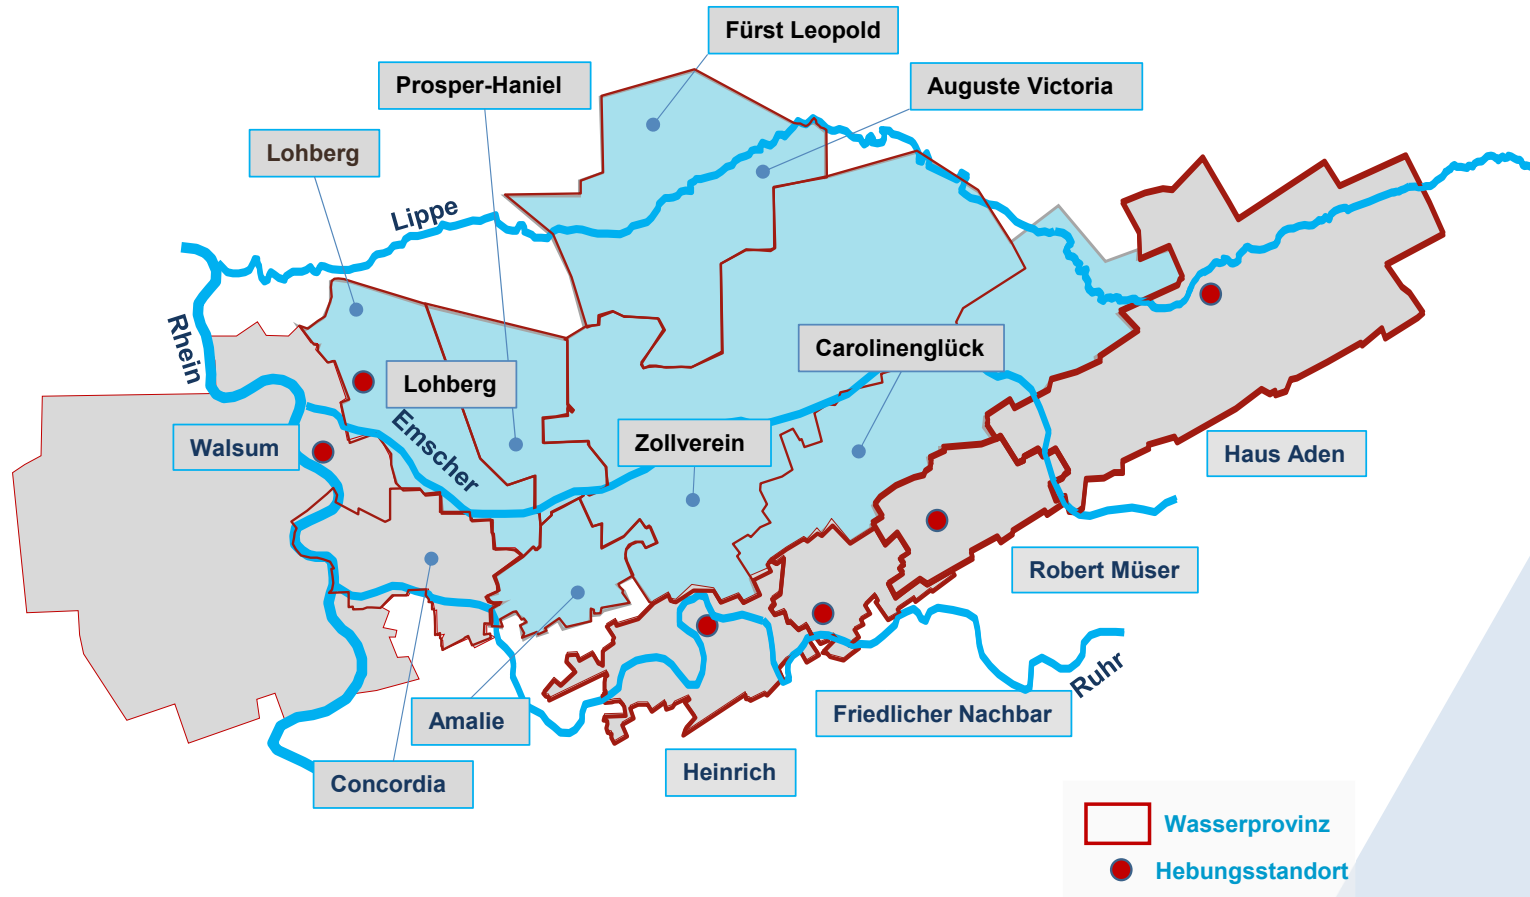 Fürst Leopold
Prosper-Haniel
Auguste Victoria
Lohberg
Lippe
Rhein
Carolinenglück
Lohberg
Emscher
Walsum
Zollverein
Haus Aden
Robert Müser
Ruhr
Amalie
Friedlicher Nachbar
Heinrich
Concordia
Wasserprovinz
Hebungsstandort